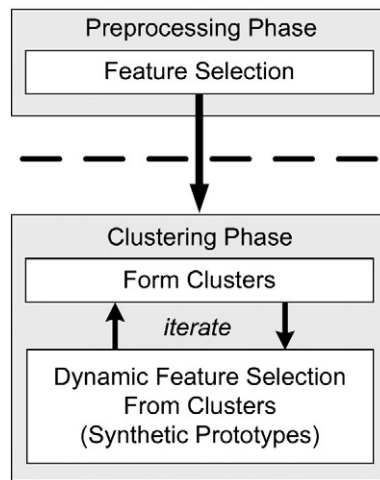 Preprocessing Phase
Feature Selection
Clustering Phase
Form Clusters
iterate
Dynamic Feature Selection
From Clusters
(Synthetic Prototypes)